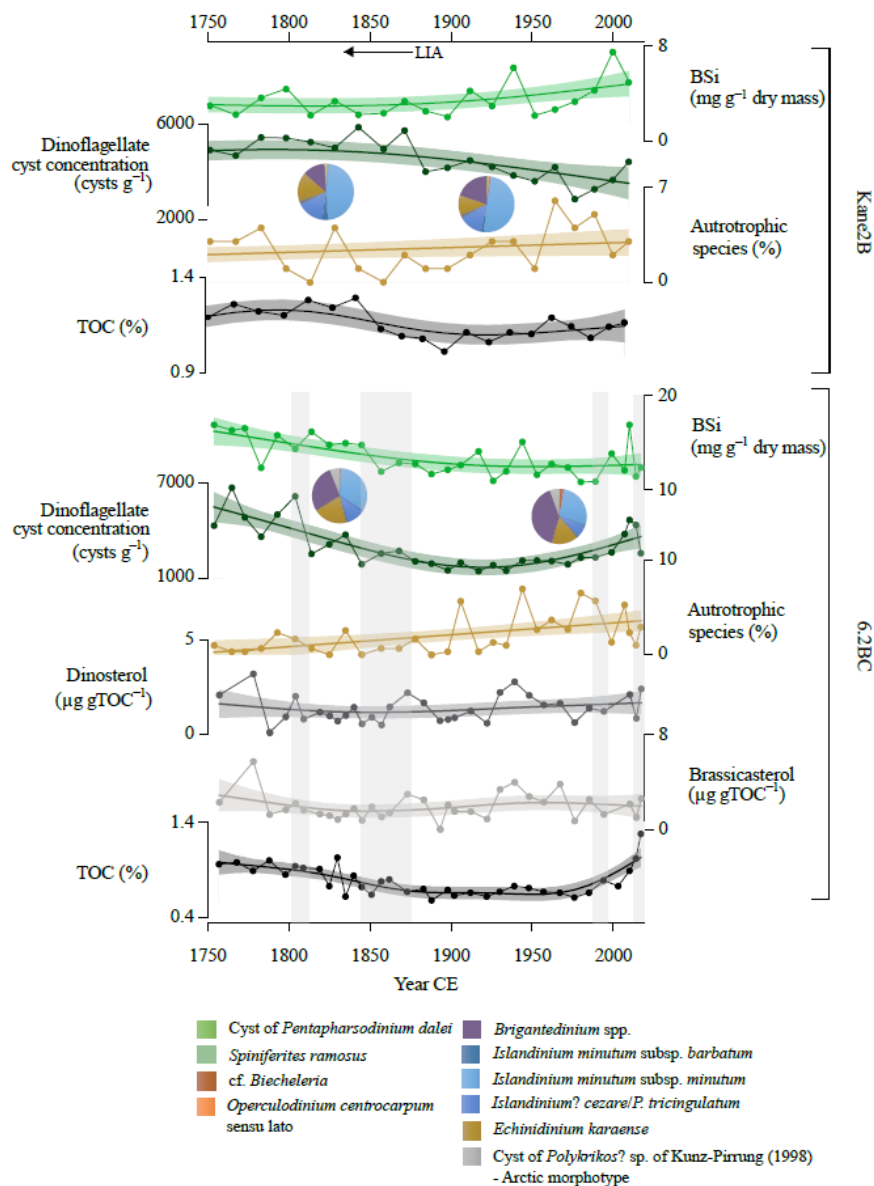 1750 1800 1850 1900 1950 2000
LIA
8
BSi
(mg g⁻¹ dry mass)
0
6000
Dinoflagellate
cyst concentration
(cysts g⁻¹)
7
2000
Autrotrophic
species (%)
0
1.4
TOC (%)
0.9
Kane2B
20
BSi
(mg g⁻¹ dry mass)
10
7000
Dinoflagellate
cyst concentration
(cysts g⁻¹)
10
1000
Autrotrophic
species (%)
0
5
Dinosterol
(µg gTOC⁻¹)
0
8
Brassicasterol
(µg gTOC⁻¹)
0
1.4
TOC (%)
0.4
6.2BC
1750 1800 1850 1900 1950 2000
Year CE
Cyst of Pentapharsodinium dalei
Spiniferites ramosus
cf. Biecheleria
Operculodinium centrocarpum
sensu lato
Brigantedinium spp.
Islandinium minutum subsp. barbatum
Islandinium minutum subsp. minutum
Islandinium? cezare/P. tricingulatum
Echinidinium karaense
Cyst of Polykrikos? sp. of Kunz-Pirrung (1998)
- Arctic morphotype